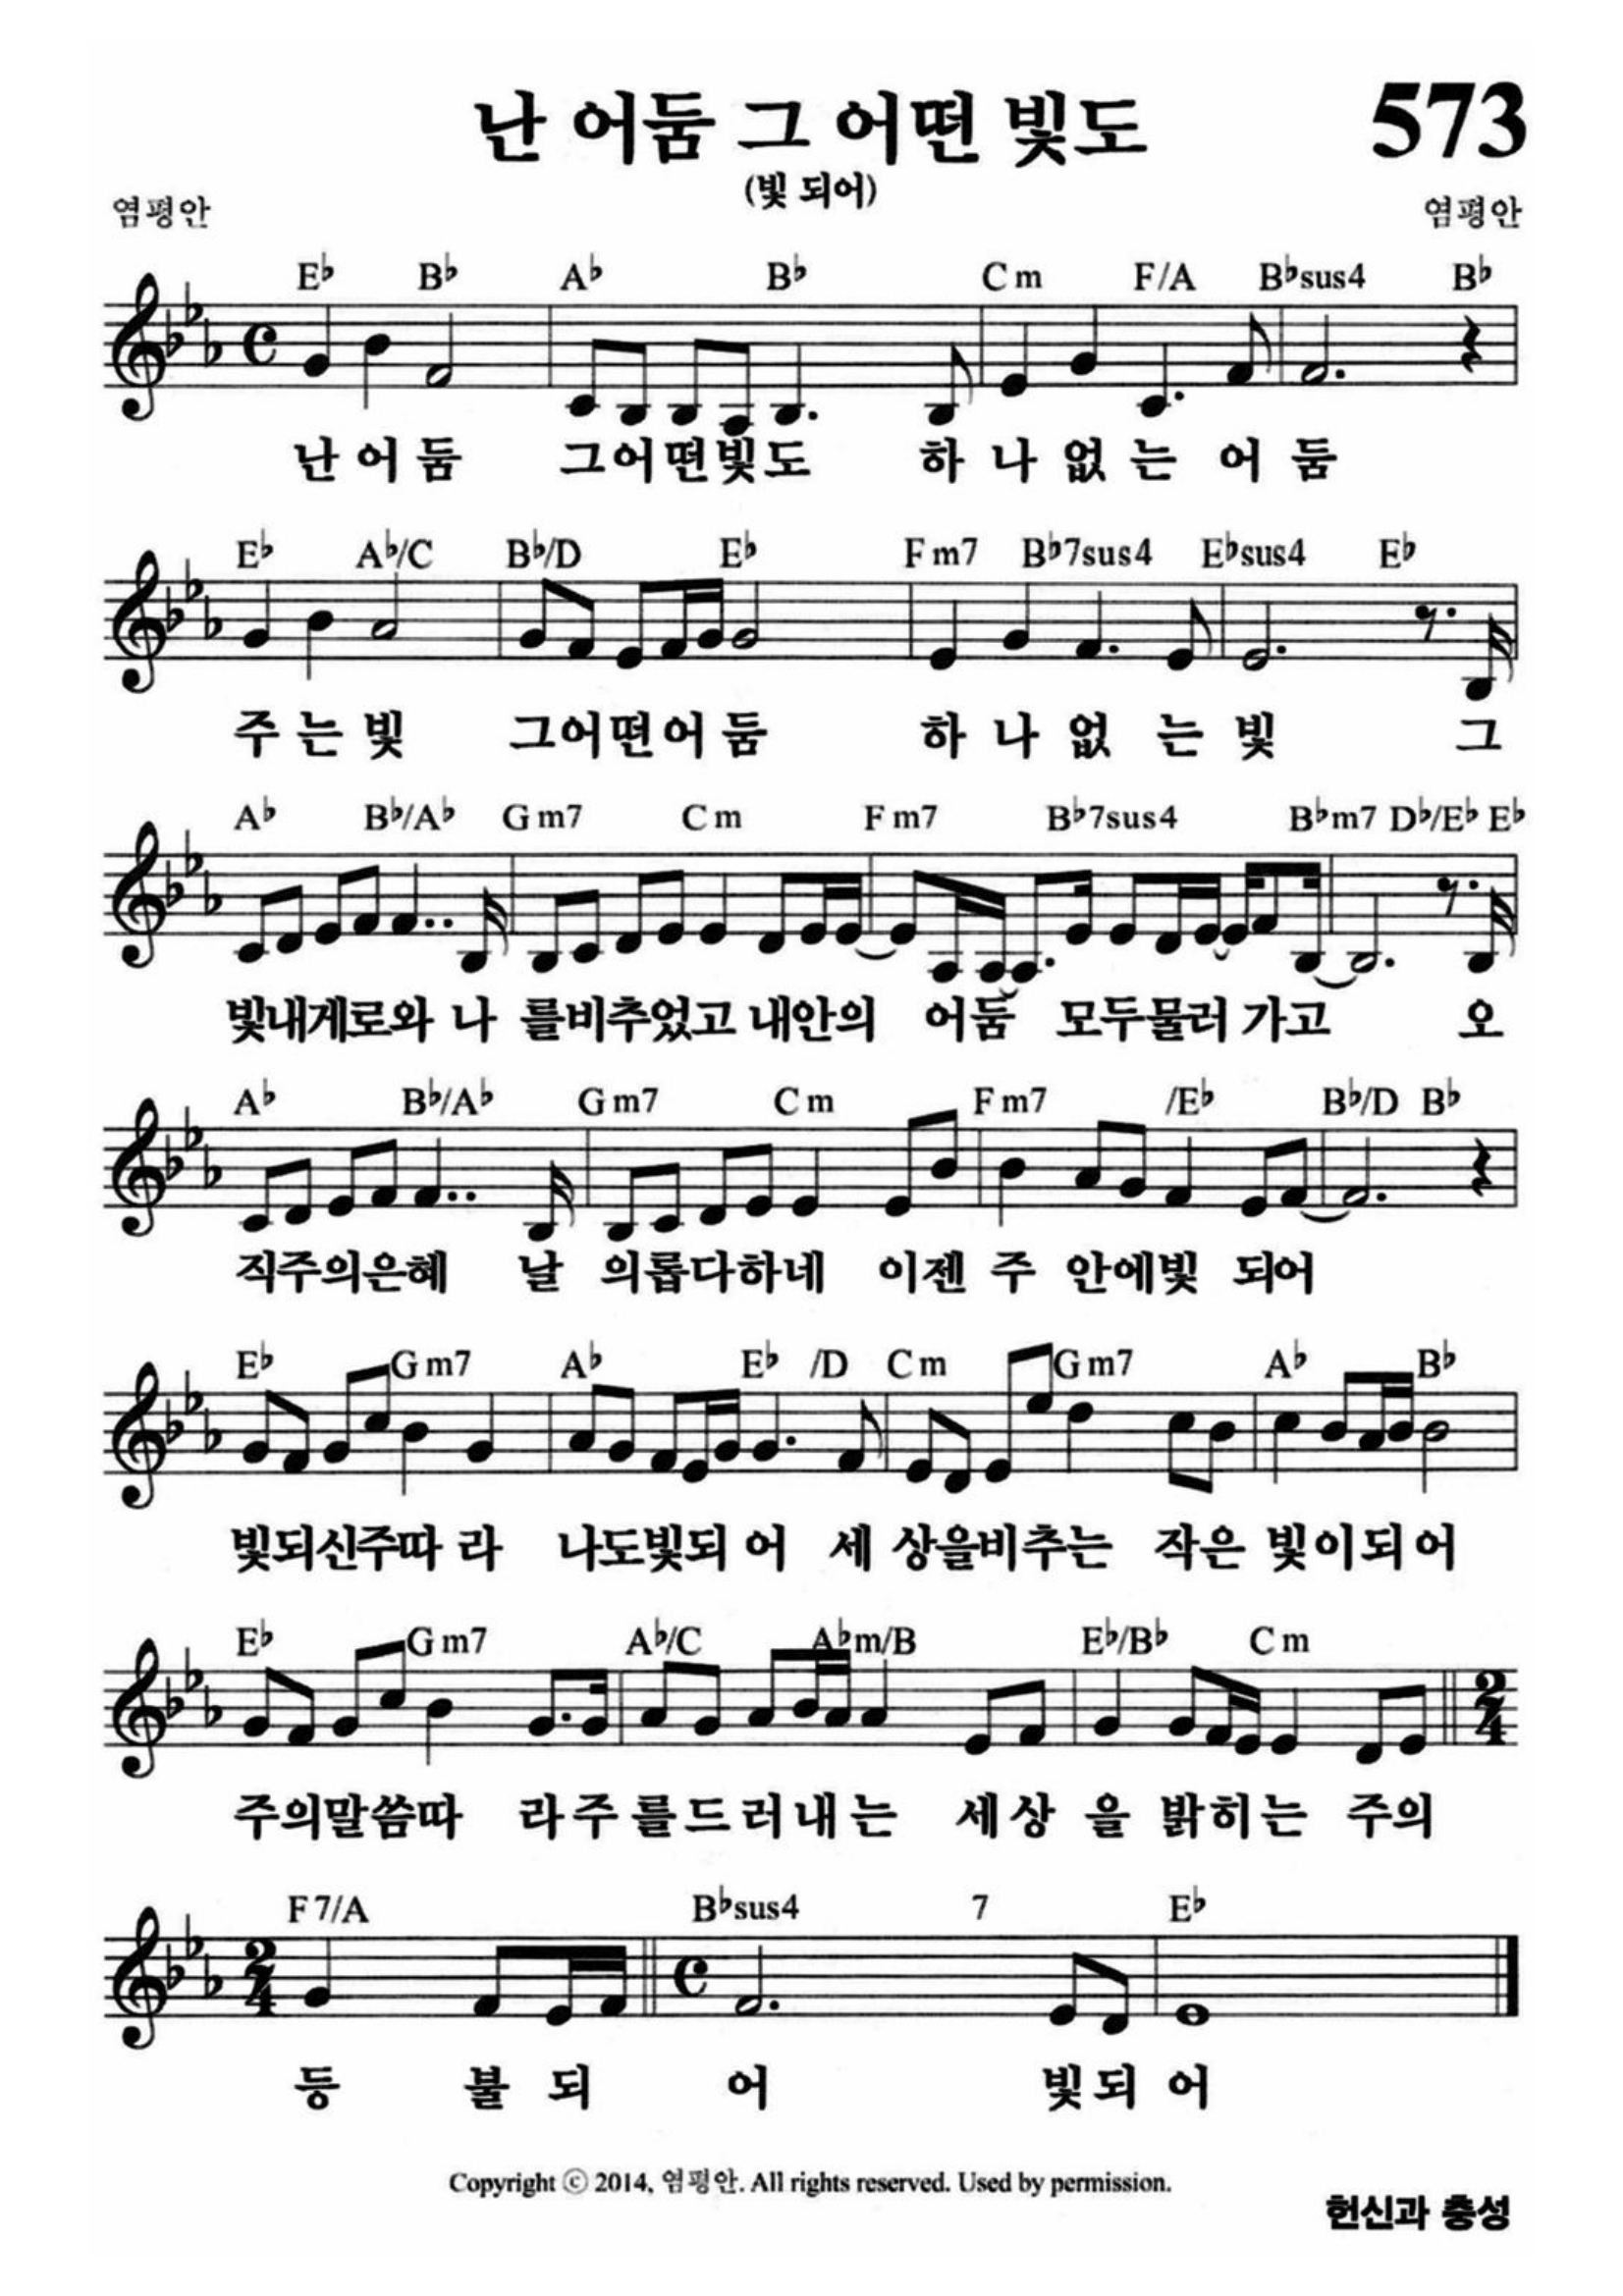 난 어둠 그 어떤 빛도 573
(빛 되어)
염평안 염평안
E♭ B♭ A♭ B♭ Cm F/A B♭sus4 B♭
난 어 둠 그어떤빛도 하 나 없 는 어 둠
E♭ A♭/C B♭/D E♭ Fm7 B♭7sus4 E♭sus4 E♭
주 는 빛 그어떤어 둠 하 나 없 는 빛 그
A♭ B♭/A♭ Gm7 Cm Fm7 B♭7sus4 B♭m7 D♭/E♭ E♭
빛내게로와 나 를비추었고 내안의 어둠 모두물러 가고 오
A♭ B♭/A♭ Gm7 Cm Fm7 /E♭ B♭/D B♭
직주의은혜 날 의롭다하네 이젠 주 안에빛 되어
E♭ Gm7 A♭ E♭ /D Cm Gm7 A♭ B♭
빛되신주따 라 나도빛되 어 세 상을비추는 작은 빛이되어
E♭ Gm7 A♭/C A♭m/B E♭/B♭ Cm
2
4
주의말씀따 라주를드러내는 세상 을 밝히는 주의
F7/A B♭sus4 7 E♭
2
4
등 불 되 어 빛되 어
Copyright ⓒ 2014, 염평안. All rights reserved. Used by permission.
헌신과 충성